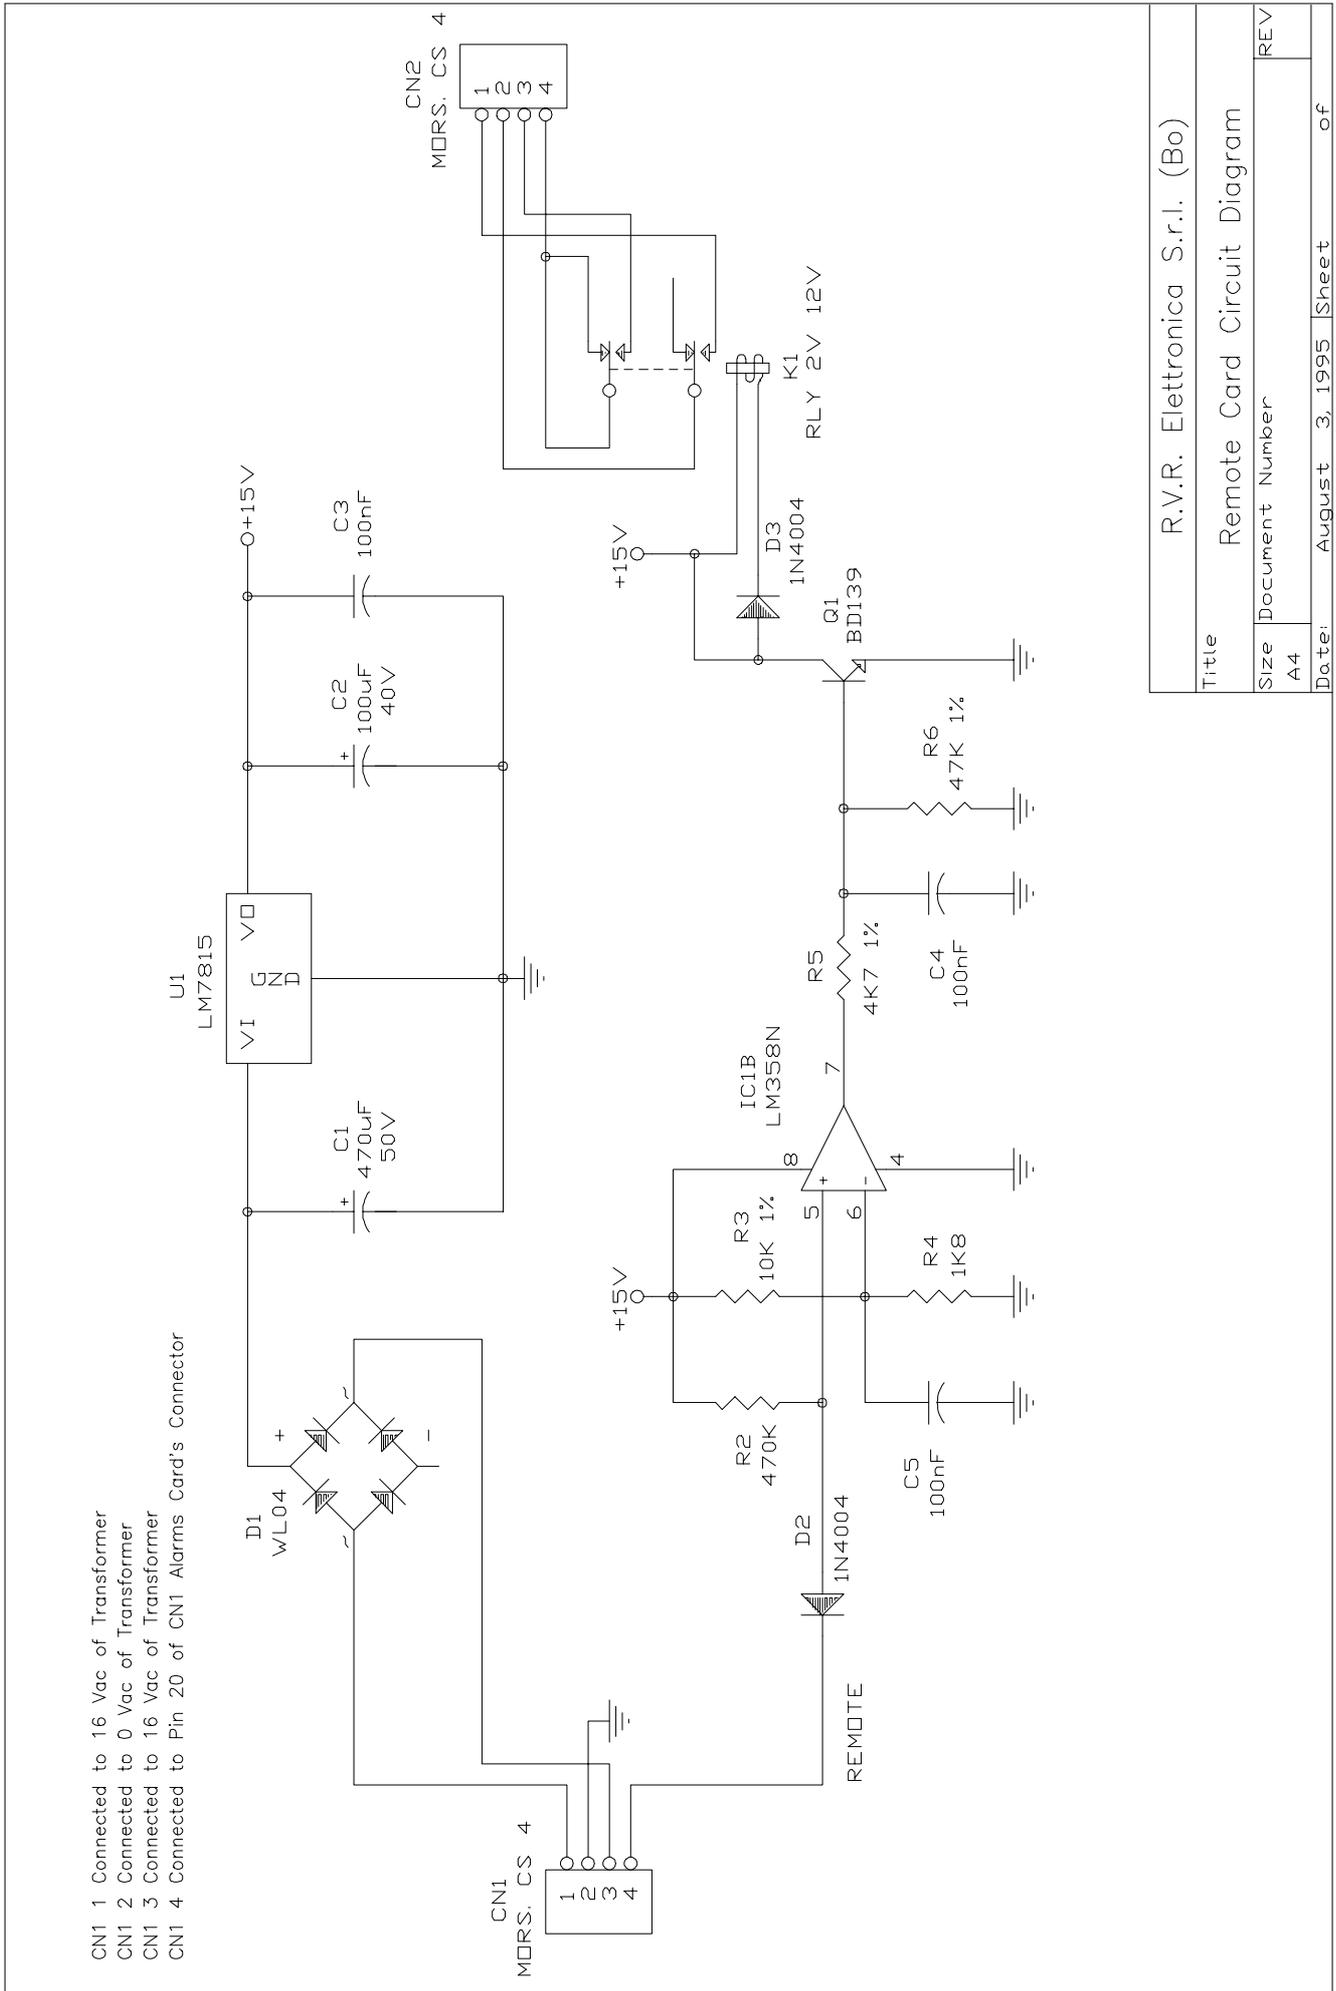 CN1 1 Connected to 16 Vac of Transformer
CN1 2 Connected to 0 Vac of Transformer
CN1 3 Connected to 16 Vac of Transformer
CN1 4 Connected to Pin 20 of CN1 Alarms Card's Connector
D1
WL04
+
-
~
~
U1
LM7815
VI
VO
GND
+15V
C1
470uF
50V
+
C2
100uF
40V
+
C3
100nF
CN1
MORS. CS 4
1
2
3
4
CN2
MORS. CS 4
1
2
3
4
REMOTE
D2
1N4004
R2
470K
+15V
R3
10K 1%
C5
100nF
R4
1K8
IC1B
LM358N
8
5
+
6
-
4
7
R5
4K7 1%
C4
100nF
R6
47K 1%
Q1
BD139
D3
1N4004
+15V
K1
RLY 2V 12V
R.V.R. Elettronica S.r.l. (Bo)
Title
Remote Card Circuit Diagram
Size Document Number REV
A4
Date: August 3, 1995 Sheet of